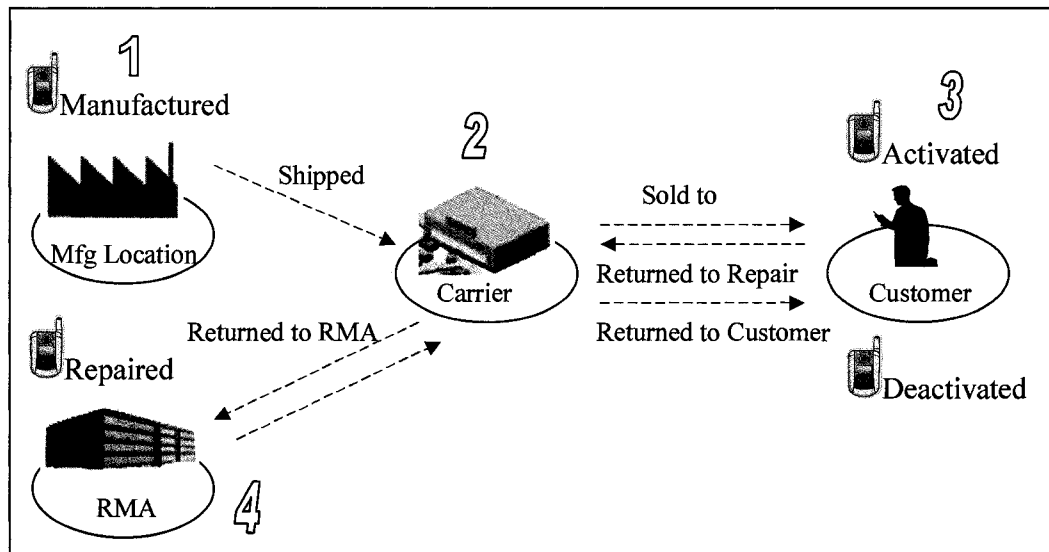 1
Manufactured
Mfg Location
Shipped
2
Carrier
Sold to
Returned to Repair
Returned to Customer
3
Activated
Customer
Deactivated
Returned to RMA
Repaired
RMA
4